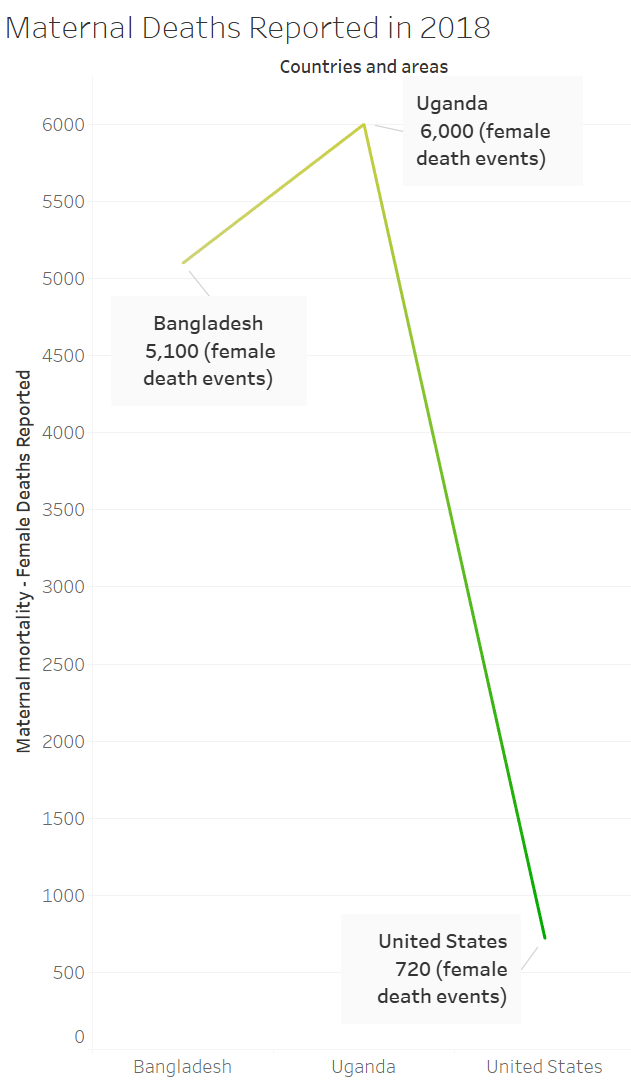 Maternal Deaths Reported in 2018
Countries and areas
Maternal mortality - Female Deaths Reported
6000
5500
5000
4500
4000
3500
3000
2500
2000
1500
1000
500
0
Uganda
6,000 (female
death events)
Bangladesh
5,100 (female
death events)
United States
720 (female
death events)
Bangladesh
Uganda
United States